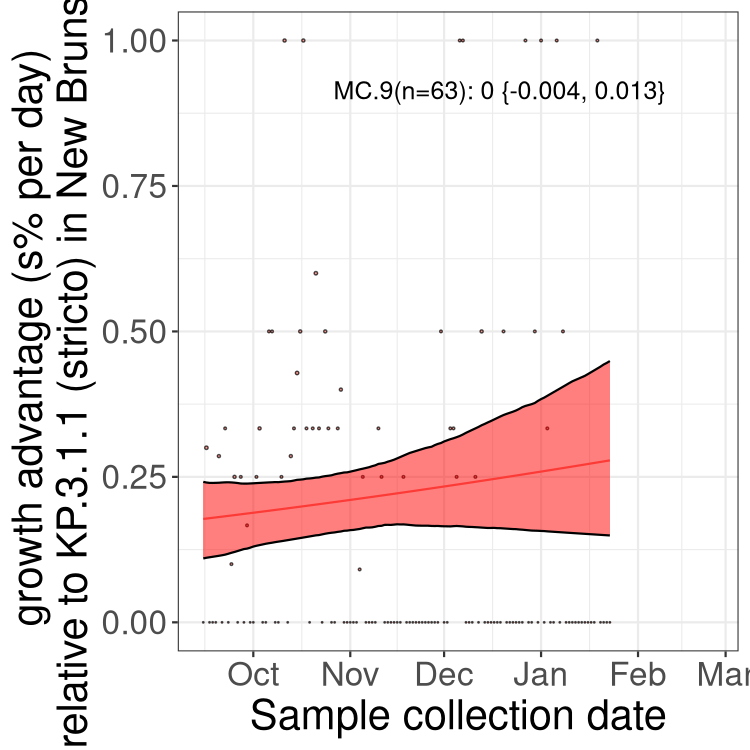 growth advantage (s% per day)
relative to KP.3.1.1 (stricto) in New Bruns
1.00
0.75
0.50
0.25
0.00
MC.9(n=63): 0 {-0.004, 0.013}
Oct Nov Dec Jan Feb Mar
Sample collection date